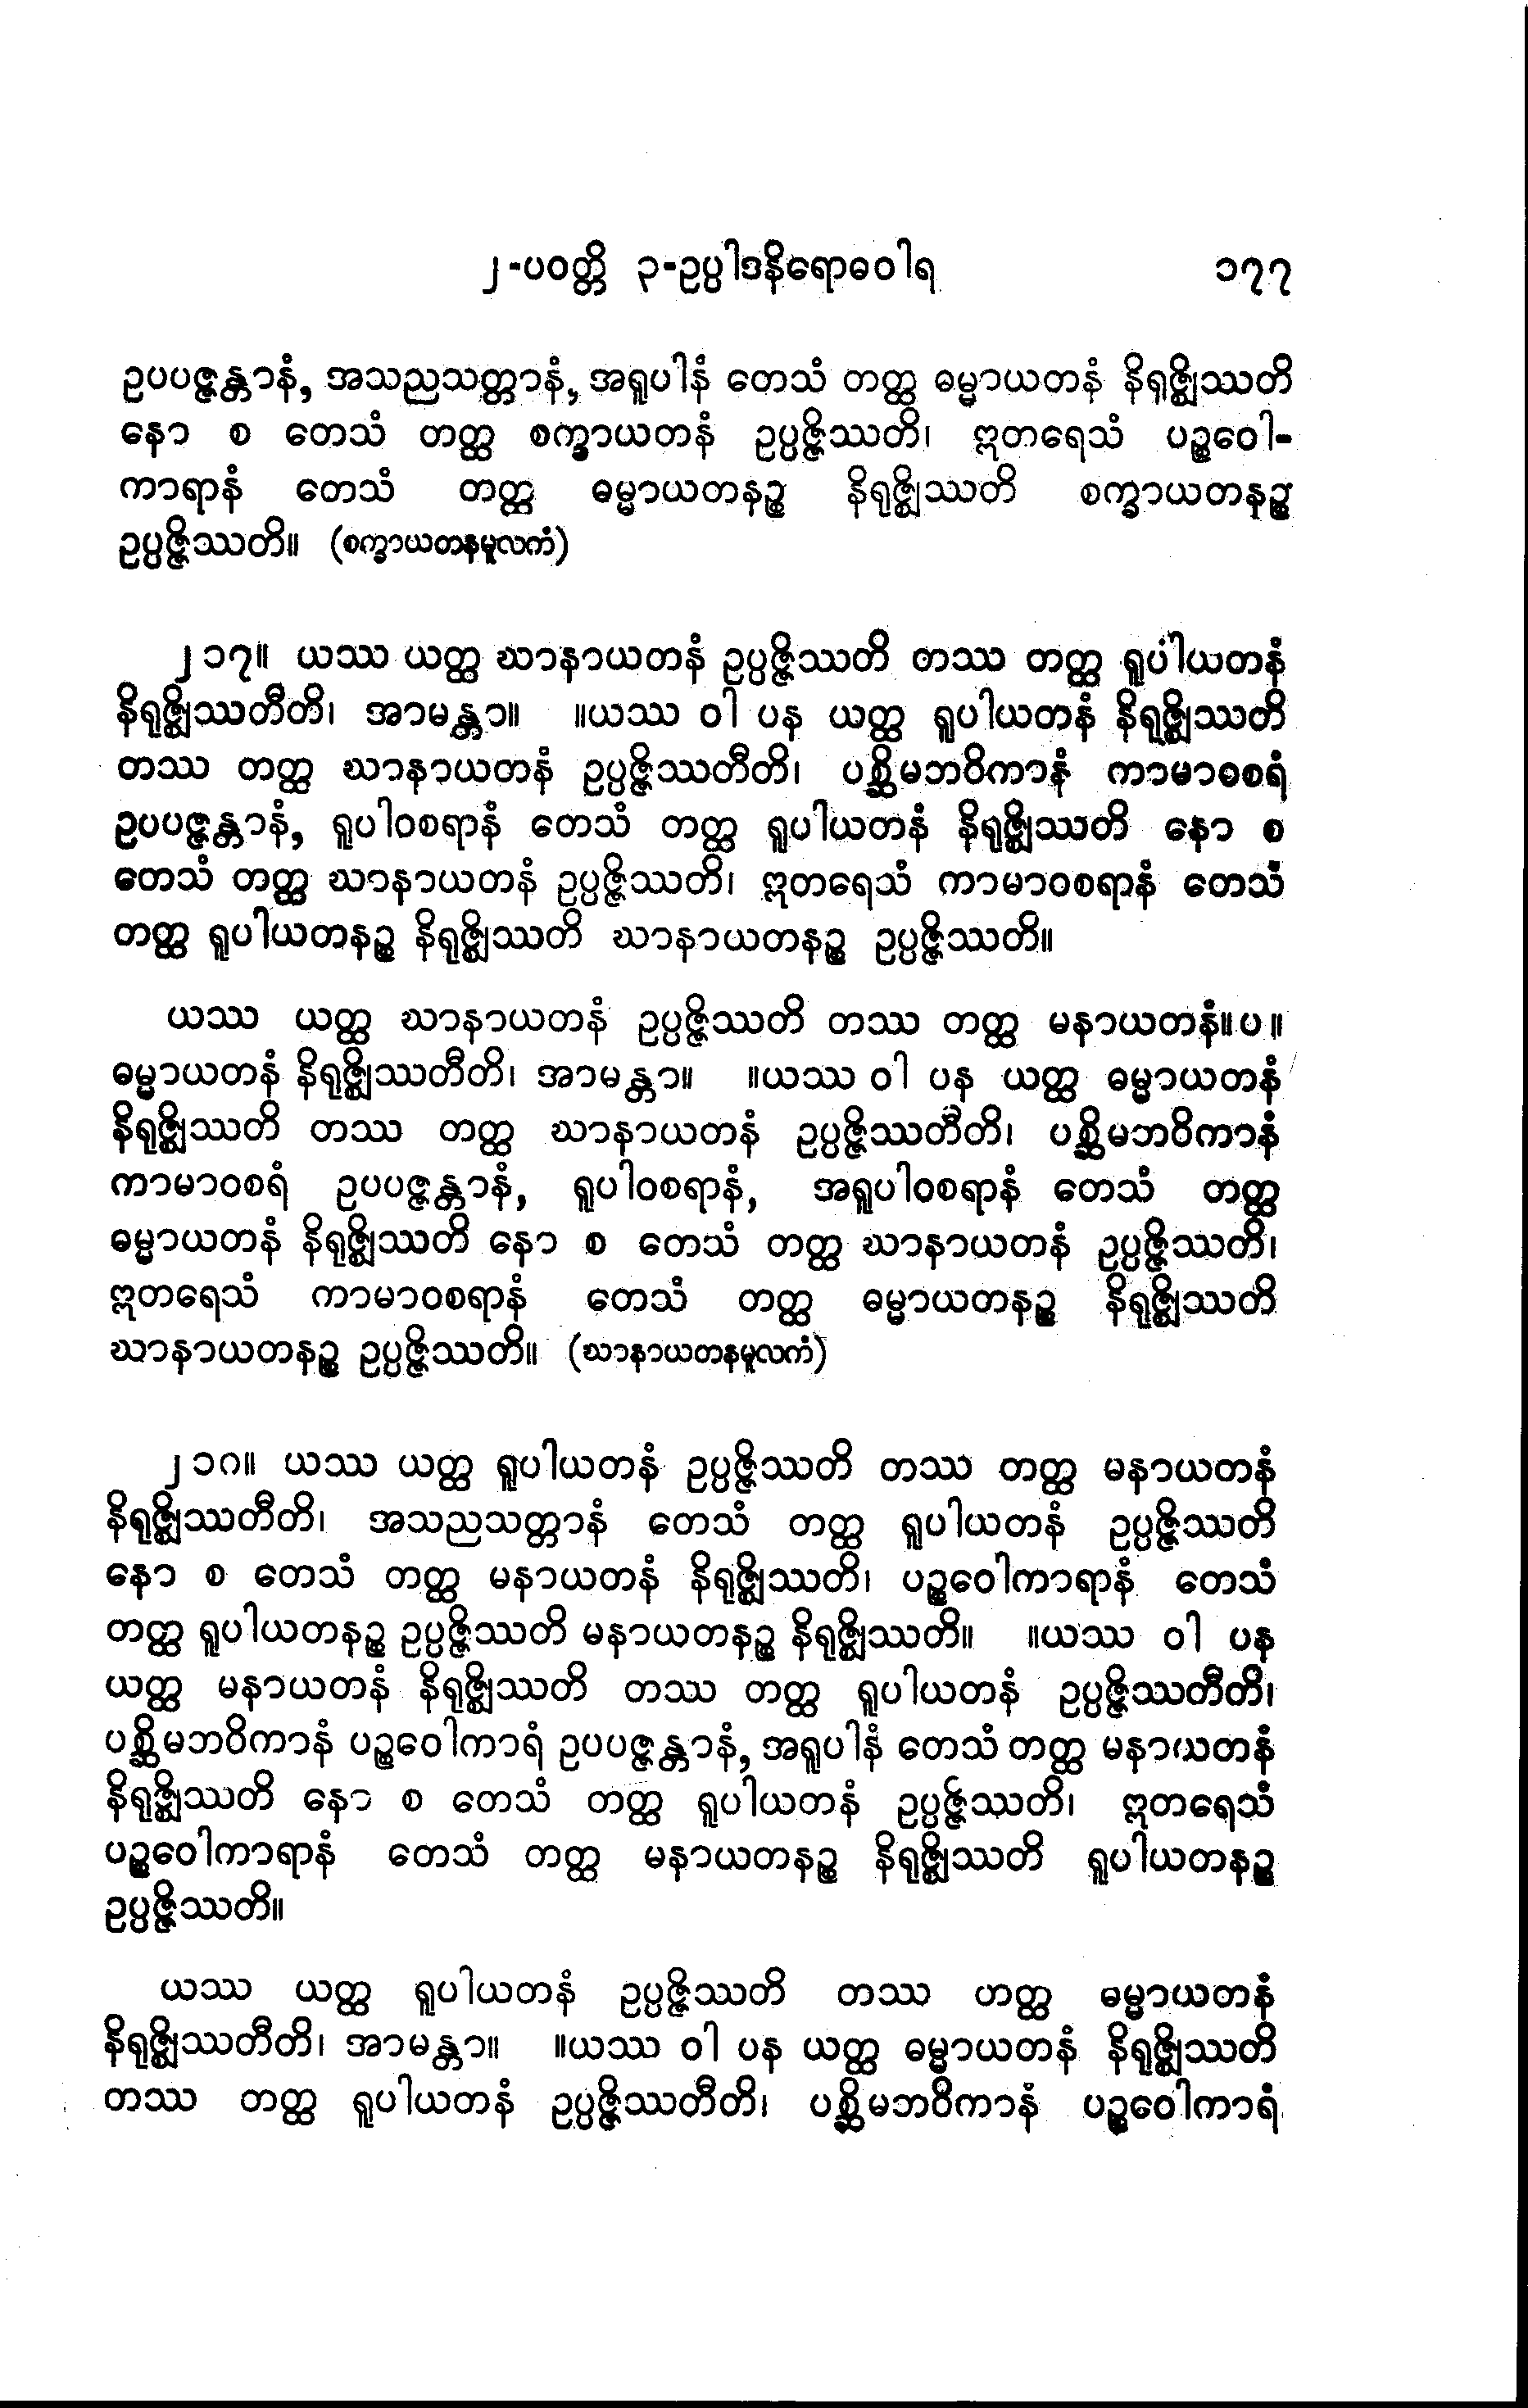 ၂-ပဝတ္တိ ၃-ဥပ္ပါဒနိရောဓဝါရ ၁၇၇
ဥပပဇ္ဇန္တာနံ, အသညသတ္တာနံ, အရူပါနံ တေသံ တတ္ထ ဓမ္မာယတနံ နိရုဇ္ဈိဿတိ
နော စ တေသံ တတ္ထ စက္ခာယတနံ ဥပ္ပဇ္ဇိဿတိ၊ ဣတရေသံ ပဉ္စဝေါ-
ကာရာနံ တေသံ တတ္ထ ဓမ္မာယတနဉ္စ နိရုဇ္ဈိဿတိ စက္ခာယတနဉ္စ
ဥပ္ပဇ္ဇိဿတိ။ (စက္ခာယတနမူလကံ)
၂၁၇။ ယဿ ယတ္ထ ဃာနာယတနံ ဥပ္ပဇ္ဇိဿတိ တဿ တတ္ထ ရူပါယတနံ
နိရုဇ္ဈိဿတီတိ၊ အာမန္တာ။ ။ယဿ ဝါ ပန ယတ္ထ ရူပါယတနံ နိရုဇ္ဈိဿတိ
တဿ တတ္ထ ဃာနာယတနံ ဥပ္ပဇ္ဇိဿတီတိ၊ ပစ္ဆိမဘဝိကာနံ ကာမာဝစရံ
ဥပပဇ္ဇန္တာနံ, ရူပါဝစရာနံ တေသံ တတ္ထ ရူပါယတနံ နိရုဇ္ဈိဿတိ နော စ
တေသံ တတ္ထ ဃာနာယတနံ ဥပ္ပဇ္ဇိဿတိ၊ ဣတရေသံ ကာမာဝစရာနံ တေသံ
တတ္ထ ရူပါယတနဉ္စ နိရုဇ္ဈိဿတိ ဃာနာယတနဉ္စ ဥပ္ပဇ္ဇိဿတိ။
ယဿ ယတ္ထ ဃာနာယတနံ ဥပ္ပဇ္ဇိဿတိ တဿ တတ္ထ မနာယတနံ။ပ။
ဓမ္မာယတနံ နိရုဇ္ဈိဿတီတိ၊ အာမန္တာ။ ။ယဿ ဝါ ပန ယတ္ထ ဓမ္မာယတနံ
နိရုဇ္ဈိဿတိ တဿ တတ္ထ ဃာနာယတနံ ဥပ္ပဇ္ဇိဿတီတိ၊ ပစ္ဆိမဘဝိကာနံ
ကာမာဝစရံ ဥပပဇ္ဇန္တာနံ, ရူပါဝစရာနံ, အရူပါဝစရာနံ တေသံ တတ္ထ
ဓမ္မာယတနံ နိရုဇ္ဈိဿတိ နော စ တေသံ တတ္ထ ဃာနာယတနံ ဥပ္ပဇ္ဇိဿတိ၊
ဣတရေသံ ကာမာဝစရာနံ တေသံ တတ္ထ ဓမ္မာယတနဉ္စ နိရုဇ္ဈိဿတိ
ဃာနာယတနဉ္စ ဥပ္ပဇ္ဇိဿတိ။ (ဃာနာယတနမူလကံ)
၂၁၈။ ယဿ ယတ္ထ ရူပါယတနံ ဥပ္ပဇ္ဇိဿတိ တဿ တတ္ထ မနာယတနံ
နိရုဇ္ဈိဿတီတိ၊ အသညသတ္တာနံ တေသံ တတ္ထ ရူပါယတနံ ဥပ္ပဇ္ဇိဿတိ
နော စ တေသံ တတ္ထ မနာယတနံ နိရုဇ္ဈိဿတိ၊ ပဉ္စဝေါကာရာနံ တေသံ
တတ္ထ ရူပါယတနဉ္စ ဥပ္ပဇ္ဇိဿတိ မနာယတနဉ္စ နိရုဇ္ဈိဿတိ။ ။ယဿ ဝါ ပန
ယတ္ထ မနာယတနံ နိရုဇ္ဈိဿတိ တဿ တတ္ထ ရူပါယတနံ ဥပ္ပဇ္ဇိဿတီတိ၊
ပစ္ဆိမဘဝိကာနံ ပဉ္စဝေါကာရံ ဥပပဇ္ဇန္တာနံ, အရူပါနံ တေသံ တတ္ထ မနာယတနံ
နိရုဇ္ဈိဿတိ နော စ တေသံ တတ္ထ ရူပါယတနံ ဥပ္ပဇ္ဇိဿတိ၊ ဣတရေသံ
ပဉ္စဝေါကာရာနံ တေသံ တတ္ထ မနာယတနဉ္စ နိရုဇ္ဈိဿတိ ရူပါယတနဉ္စ
ဥပ္ပဇ္ဇိဿတိ။
ယဿ ယတ္ထ ရူပါယတနံ ဥပ္ပဇ္ဇိဿတိ တဿ ဟတ္ထ ဓမ္မာယတနံ
နိရုဇ္ဈိဿတီတိ၊ အာမန္တာ။ ။ယဿ ဝါ ပန ယတ္ထ ဓမ္မာယတနံ နိရုဇ္ဈိဿတိ
တဿ တတ္ထ ရူပါယတနံ ဥပ္ပဇ္ဇိဿတီတိ၊ ပစ္ဆိမဘဝိကာနံ ပဉ္စဝေါကာရံ